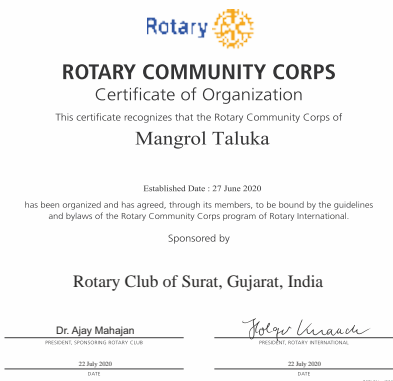 Rotary
ROTARY COMMUNITY CORPS
Certificate of Organization
This certificate recognizes that the Rotary Community Corps of
Mangrol Taluka
Established Date : 27 June 2020
has been organized and has agreed, through its members, to be bound by the guidelines
and bylaws of the Rotary Community Corps program of Rotary International.
Sponsored by
Rotary Club of Surat, Gujarat, India
Dr. Ajay Mahajan
Holger Knaack
PRESIDENT, SPONSORING ROTARY CLUB
PRESIDENT, ROTARY INTERNATIONAL
22 July 2020
22 July 2020
DATE
DATE